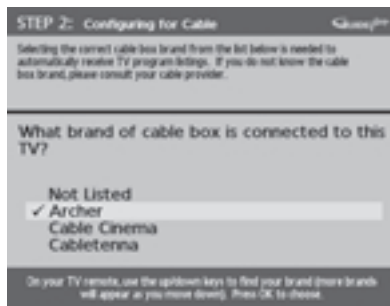 STEP 2: Configuring for Cable
Selecting the correct cable box brand from the list below is needed to
automatically receive TV program listings. If you do not know the cable
box brand, please consult your cable provider.
What brand of cable box is connected to this
TV?
Not Listed
✓ Archer
Cable Cinema
Cabletenna
On your TV remote, use the up/down keys to find your brand (more brands
will appear as you move down). Press OK to choose.